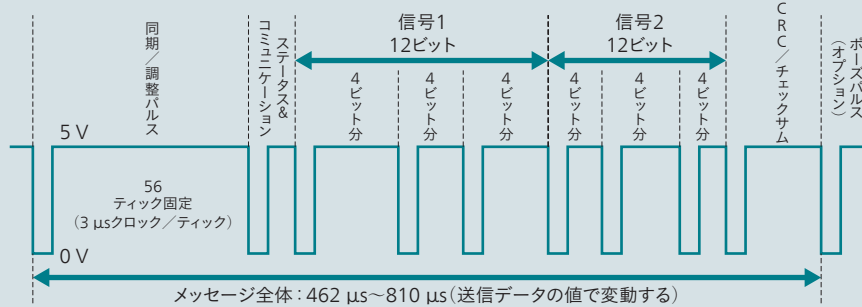 同期／調整パルス
ステータス＆
コミュニケーション
信号1
12ビット
信号2
12ビット
4ビット分
4ビット分
4ビット分
4ビット分
4ビット分
4ビット分
CRC／チェックサム
ポーズパルス
（オプション）
5 V
56
ティック固定
（3 μsクロック／ティック）
0 V
メッセージ全体：462 μs～810 μs（送信データの値で変動する）